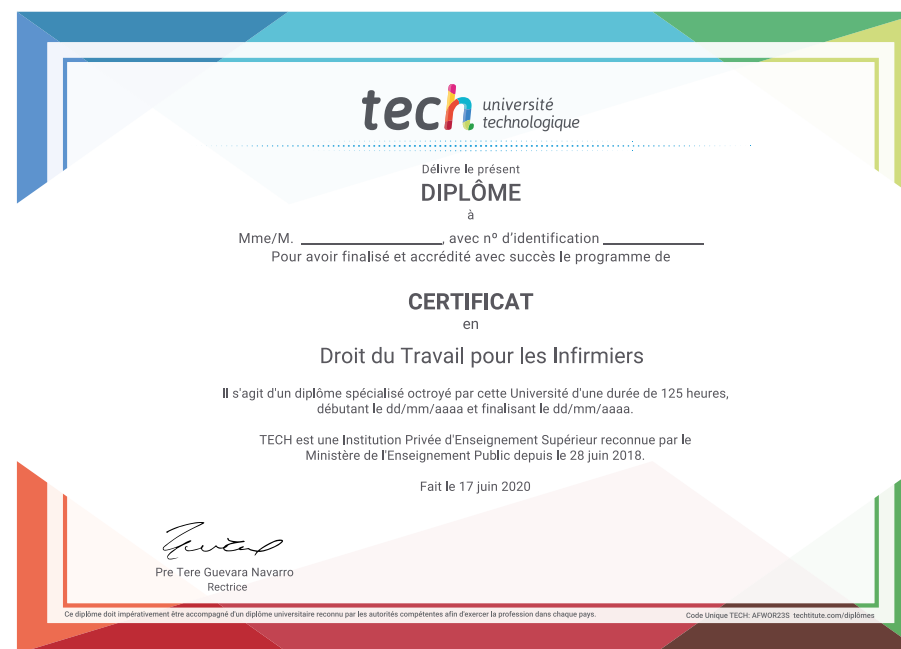 tech université
technologique
Délivre le présent
DIPLÔME
à
Mme/M. ____________________, avec nº d'identification ______________
Pour avoir finalisé et accrédité avec succès le programme de
CERTIFICAT
en
Droit du Travail pour les Infirmiers
Il s'agit d'un diplôme spécialisé octroyé par cette Université d'une durée de 125 heures,
débutant le dd/mm/aaaa et finalisant le dd/mm/aaaa.
TECH est une Institution Privée d'Enseignement Supérieur reconnue par le
Ministère de l'Enseignement Public depuis le 28 juin 2018.
Fait le 17 juin 2020
Pre Tere Guevara Navarro
Rectrice
Ce diplôme doit impérativement être accompagné d'un diplôme universitaire reconnu par les autorités compétentes afin d'exercer la profession dans chaque pays.
Code Unique TECH: AFWOR23S techtitute.com/diplômes